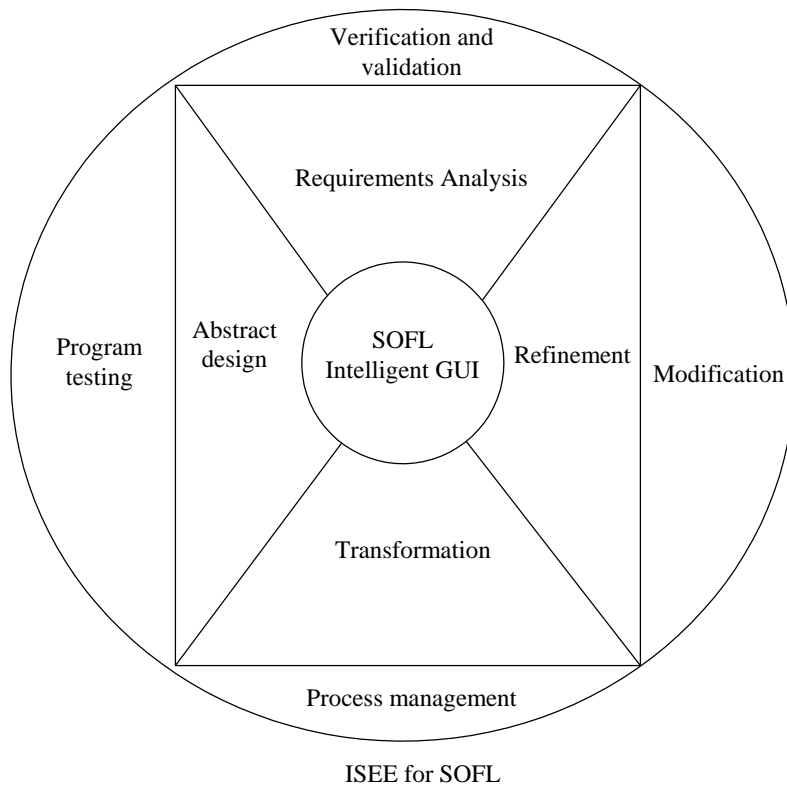 Verification and
validation
Requirements Analysis
Program
testing
Abstract
design
SOFL
Intelligent GUI
Refinement
Modification
Transformation
Process management
ISEE for SOFL